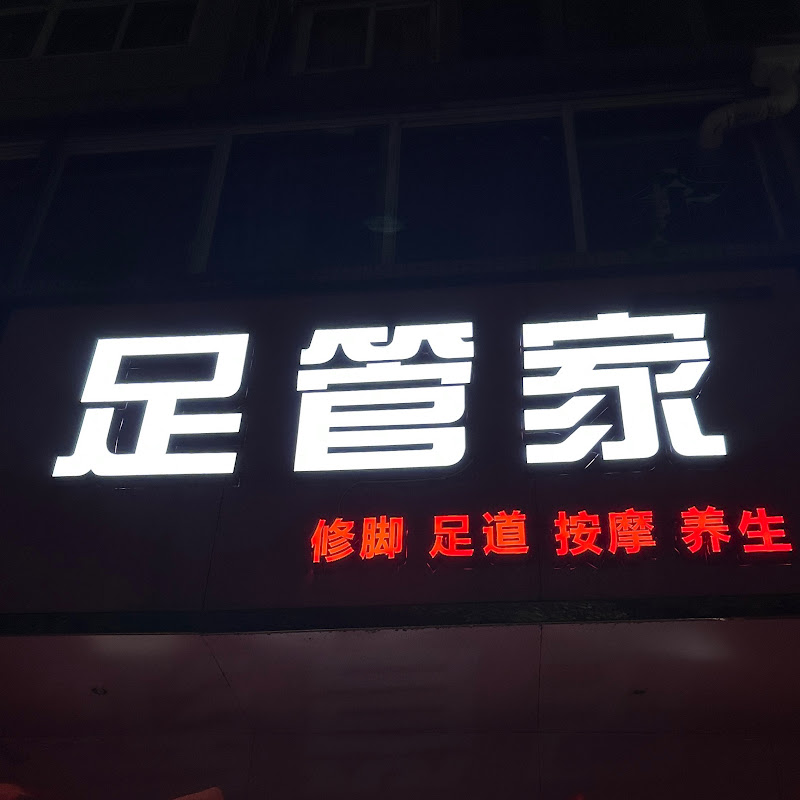 足管家
修脚 足道 按摩 养生